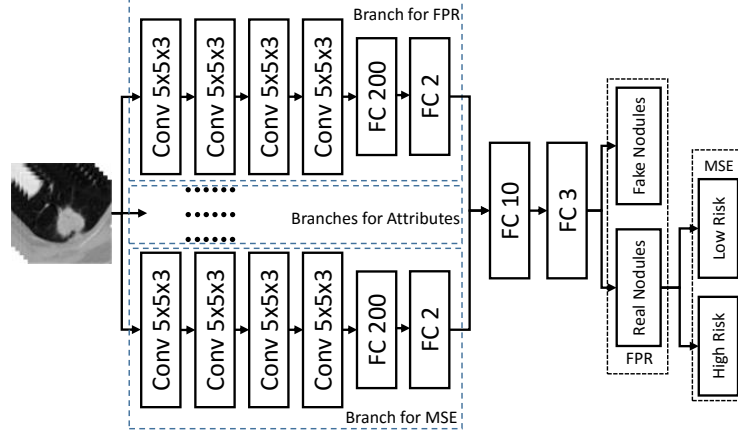 Branch for FPR
Conv 5x5x3
Conv 5x5x3
Conv 5x5x3
Conv 5x5x3
FC 200
FC 2
Branches for Attributes
Conv 5x5x3
Conv 5x5x3
Conv 5x5x3
Conv 5x5x3
FC 200
FC 2
Branch for MSE
FC 10
FC 3
Fake Nodules
Real Nodules
FPR
MSE
Low Risk
High Risk